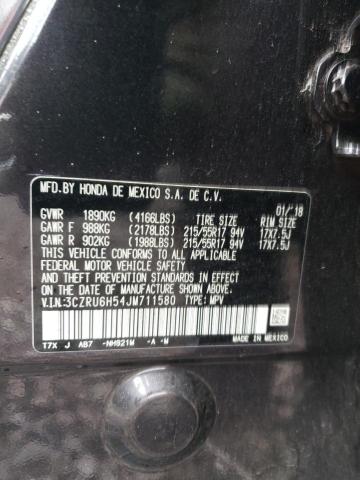 MFD.BY HONDA DE MEXICO S.A. DE C.V.
01/'18
GVWR 1890KG (4166LBS) TIRE SIZE RIM SIZE
GAWR F 988KG (2178LBS) 215/55R17 94V 17X7.5J
GAWR R 902KG (1988LBS) 215/55R17 94V 17X7.5J
THIS VEHICLE CONFORMS TO ALL APPLICABLE
FEDERAL MOTOR VEHICLE SAFETY AND THEFT
PREVENTION STANDARDS IN EFFECT ON THE DATE
OF MANUFACTURE SHOWN ABOVE.
V.I.N:3CZRU6H54JM711580 TYPE:MPV
T7X J AB7 -NH821M -A -M MADE IN MEXICO